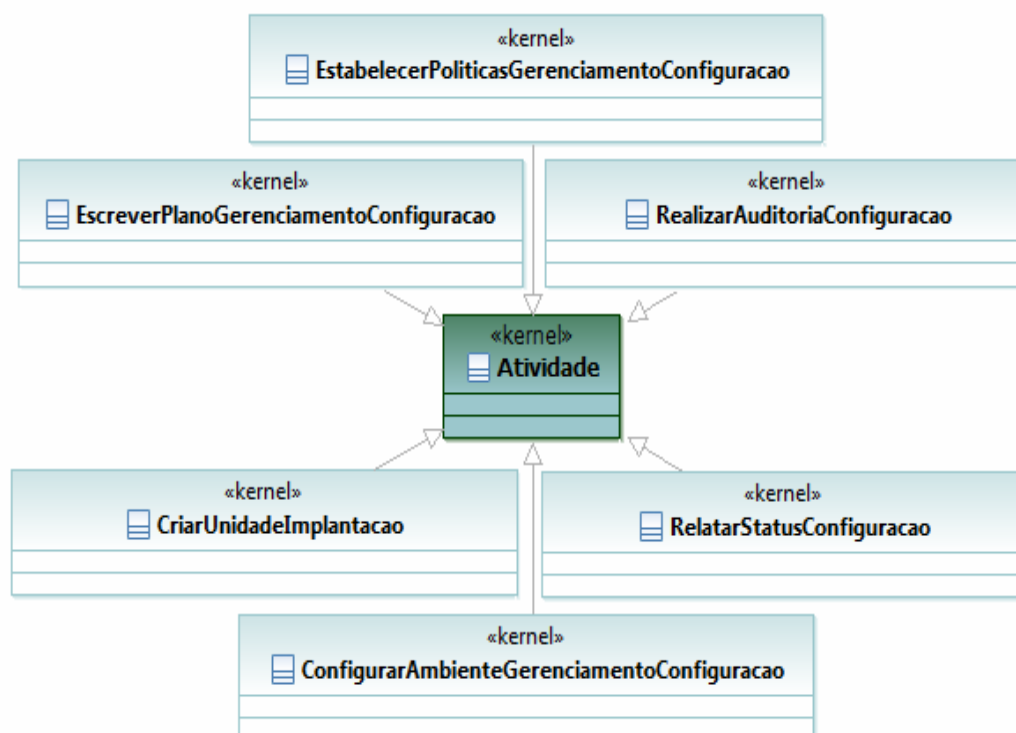 «kernel»
EstabelecerPoliticasGerenciamentoConfiguracao
«kernel»
EscreverPlanoGerenciamentoConfiguracao
«kernel»
RealizarAuditoriaConfiguracao
«kernel»
Atividade
«kernel»
CriarUnidadeImplantacao
«kernel»
RelatarStatusConfiguracao
«kernel»
ConfigurarAmbienteGerenciamentoConfiguracao